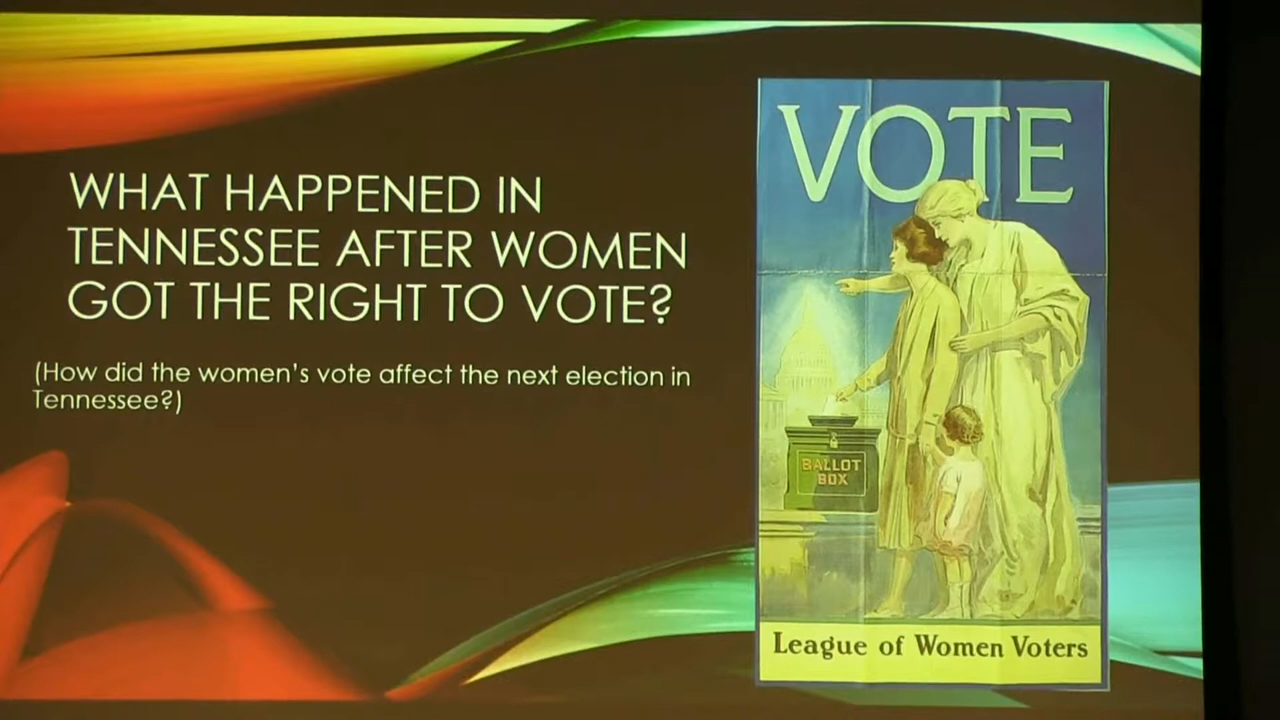 WHAT HAPPENED IN
TENNESSEE AFTER WOMEN
GOT THE RIGHT TO VOTE?
(How did the women's vote affect the next election in
Tennessee?)
VOTE
BALLOT
BOX
League of Women Voters